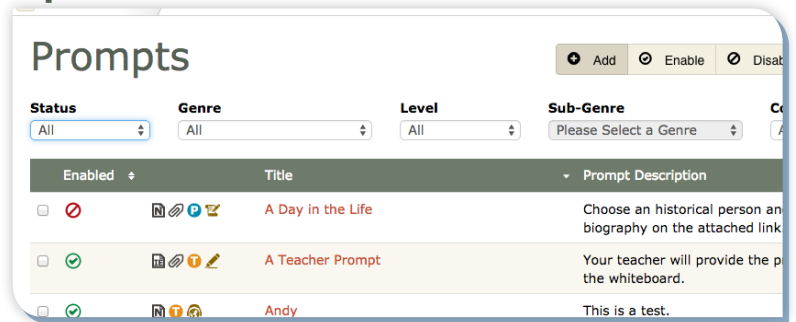 Prompts
Add Enable
Status Genre Level Sub-Genre
All All All Please Select a Genre
Enabled Title Prompt Description
A Day in the Life Choose an historical person
biography on the attached link.
A Teacher Prompt Your teacher will provide the
the whiteboard.
Andy This is a test.